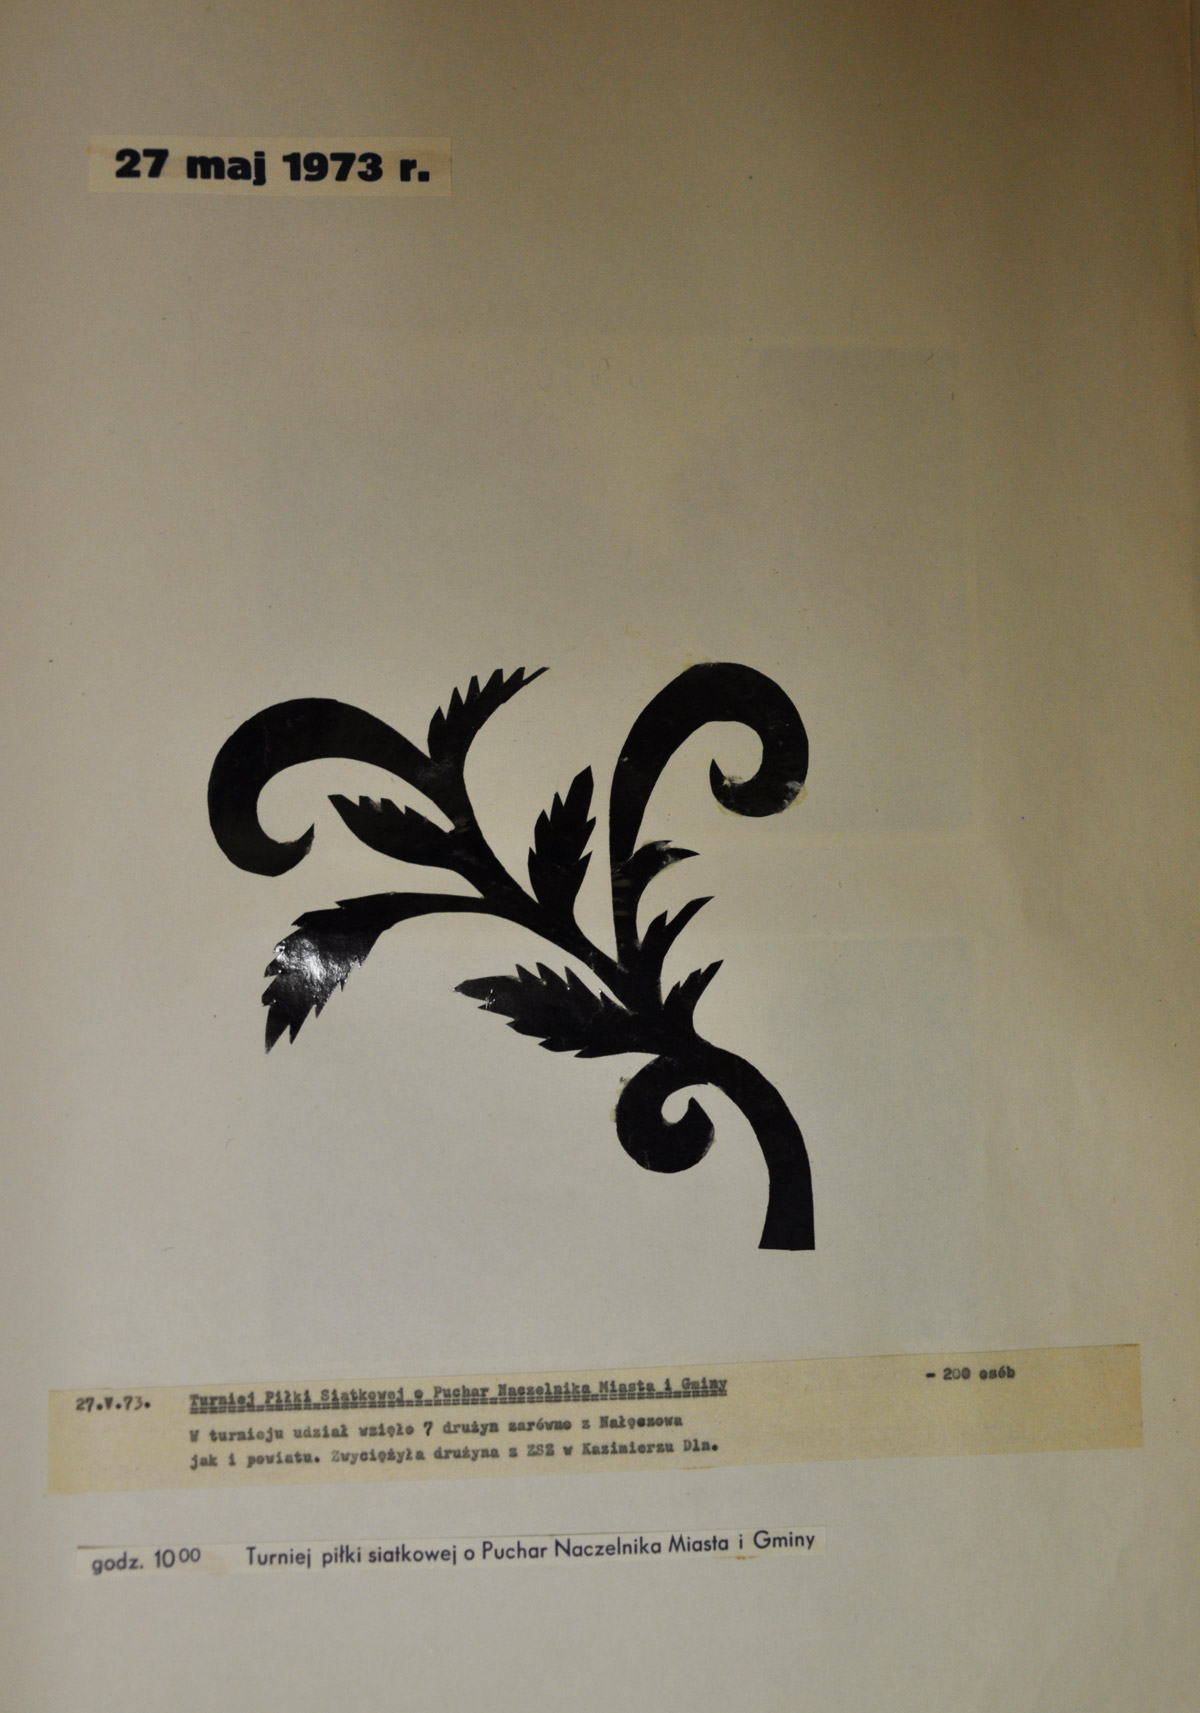 27 maj 1973 r.
27.V.73. Turniej Piłki Siatkowej o Puchar Naczelnika Miasta i Gminy - 200 osób
W turnieju udział wzięło 7 drużyn zarówno z Nałęczowa
jak i powiatu. Zwyciężyła drużyna z ZSZ w Kazimierzu Dln.
godz. 10⁰⁰ Turniej piłki siatkowej o Puchar Naczelnika Miasta i Gminy